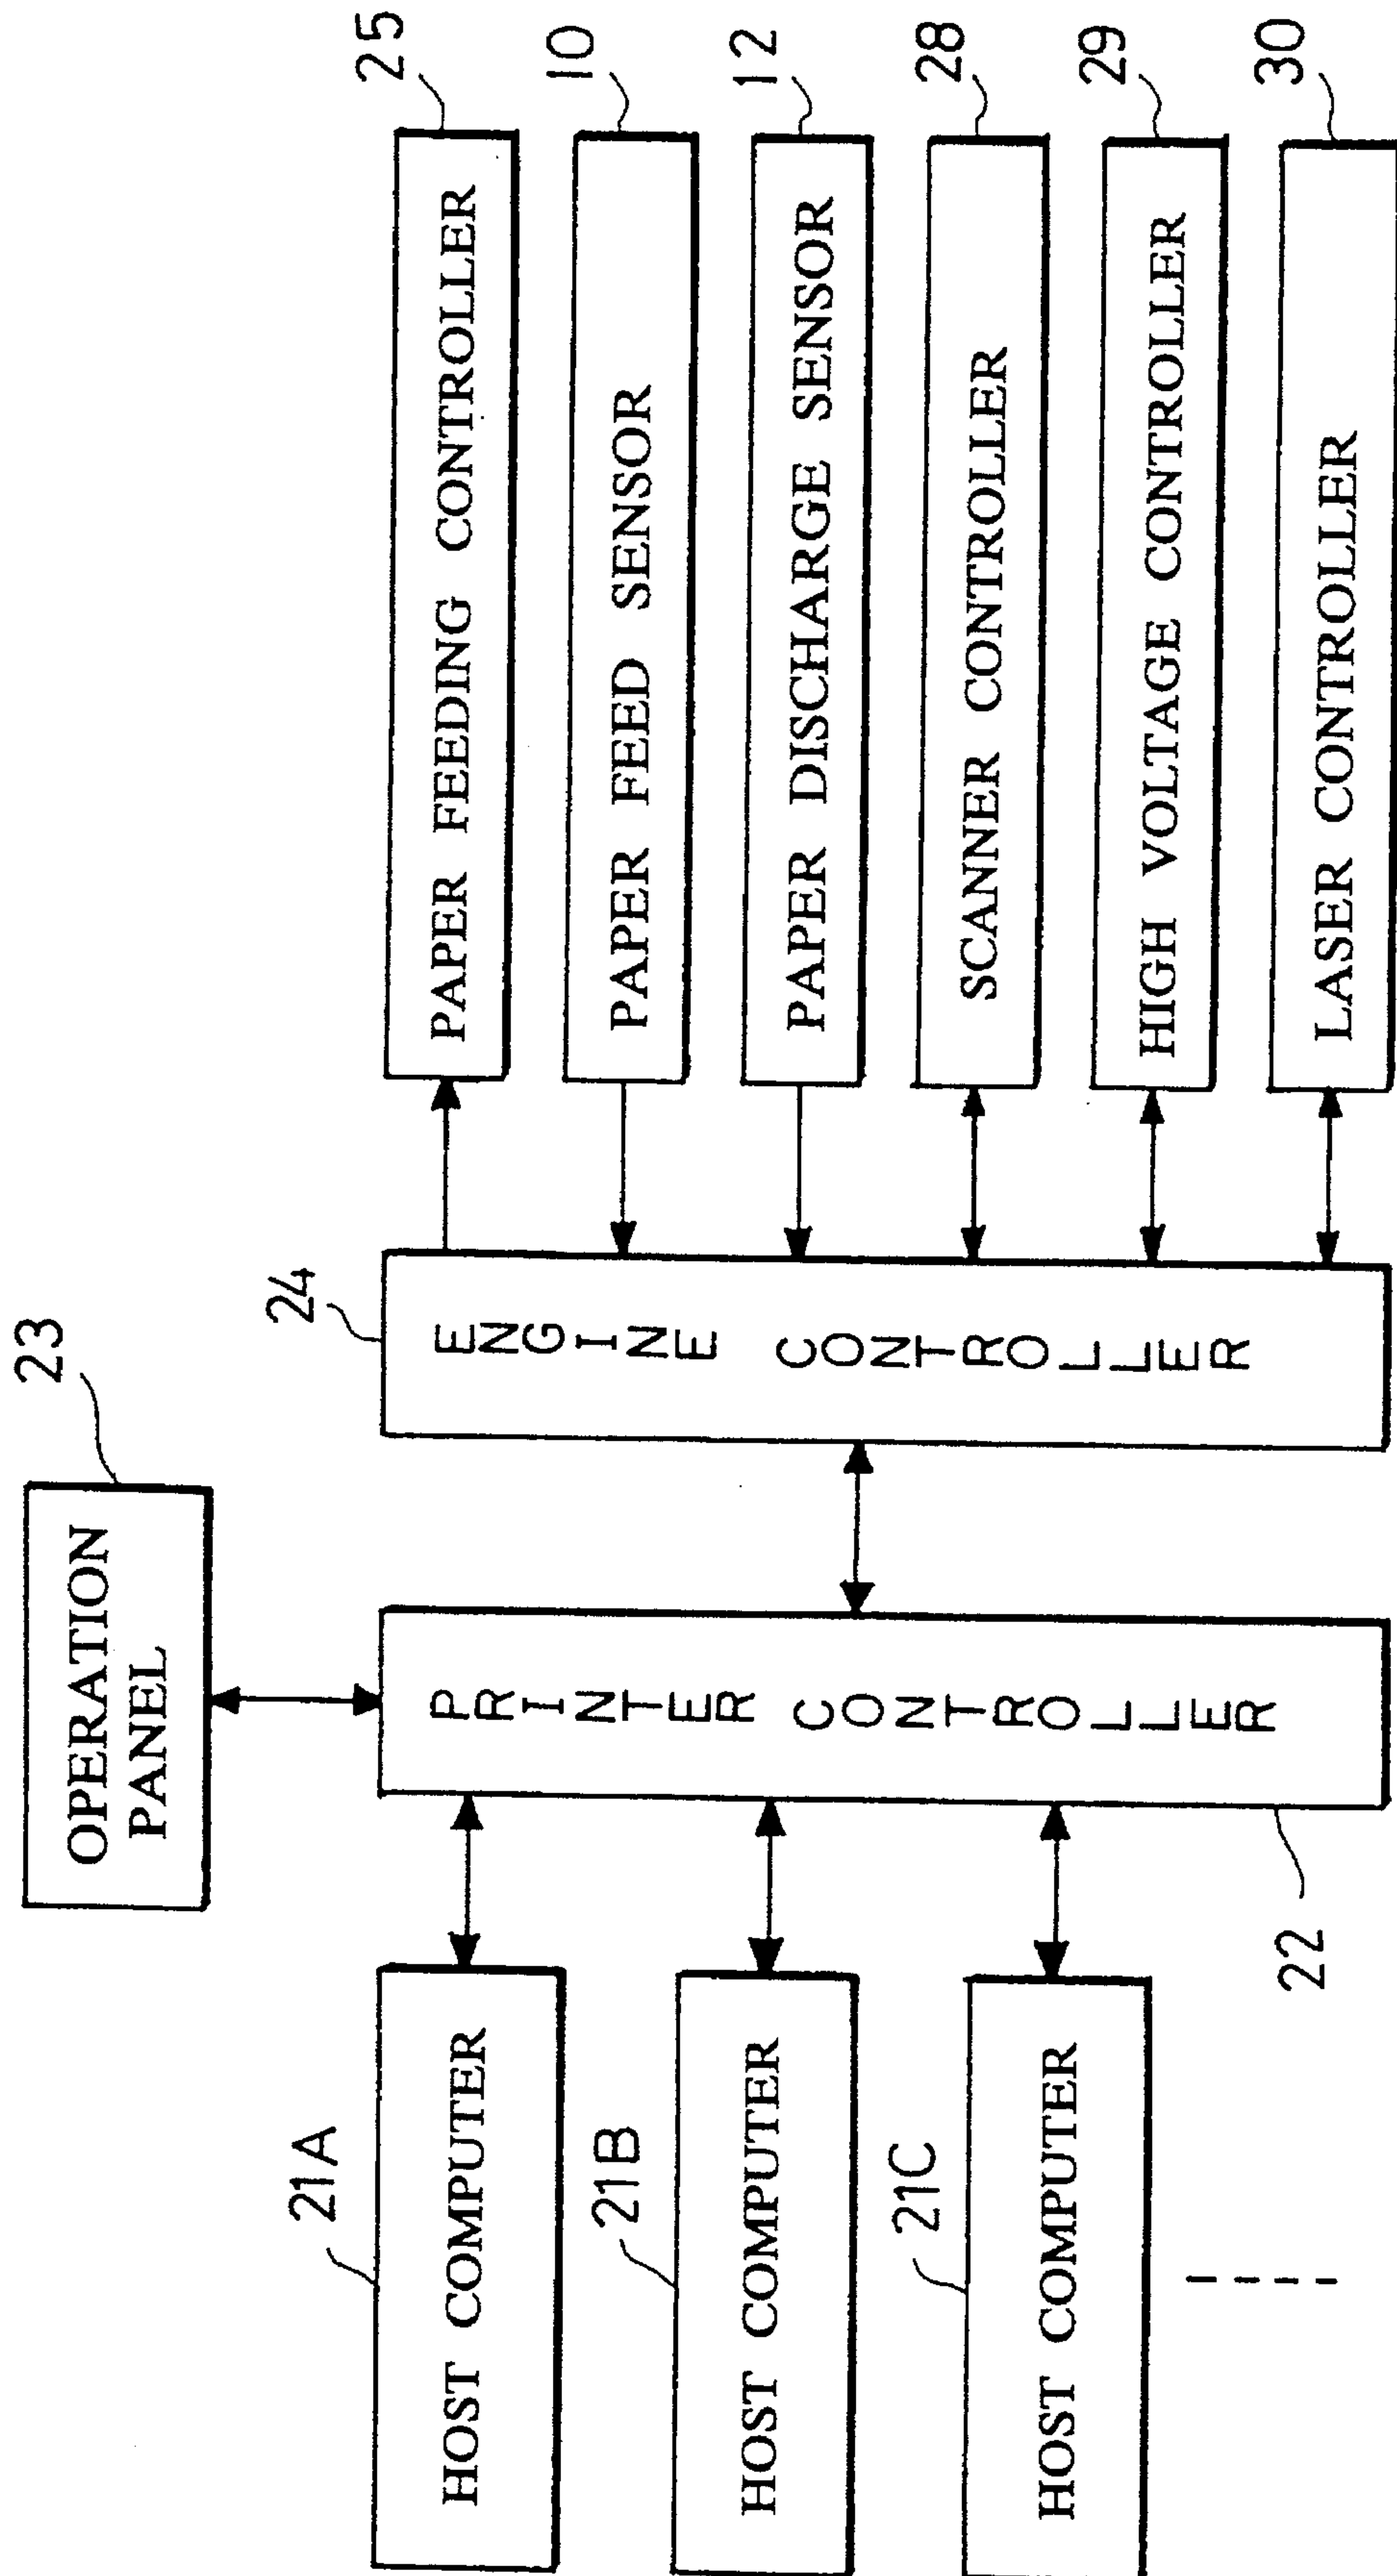 23
OPERATION
PANEL
21A
HOST COMPUTER
21B
HOST COMPUTER
21C
HOST COMPUTER
22
PRINTER CONTROLLER
24
ENGINE CONTROLLER
25
PAPER FEEDING CONTROLLER
10
PAPER FEED SENSOR
12
PAPER DISCHARGE SENSOR
28
SCANNER CONTROLLER
29
HIGH VOLTAGE CONTROLLER
30
LASER CONTROLLER